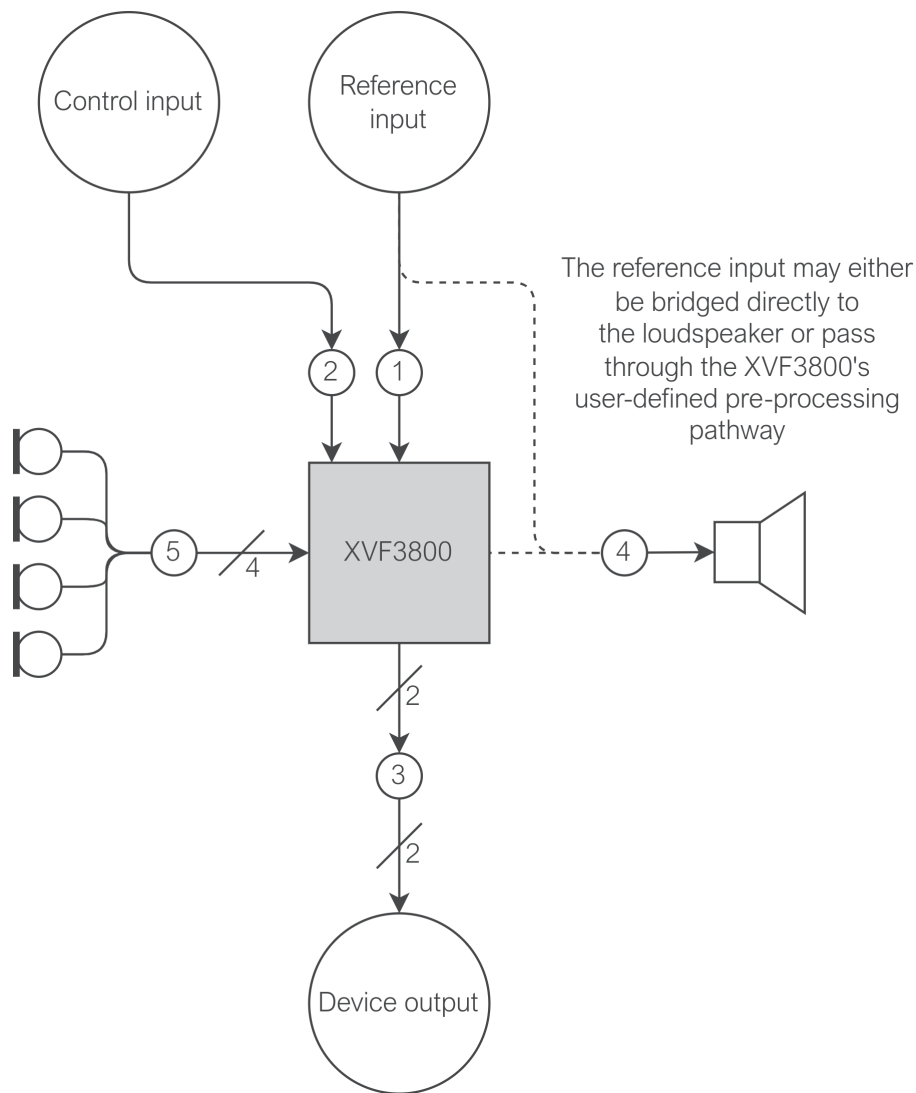 Control input
Reference
input
The reference input may either
be bridged directly to
the loudspeaker or pass
through the XVF3800's
user-defined pre-processing
pathway
2
1
5
4
XVF3800
4
2
3
2
Device output